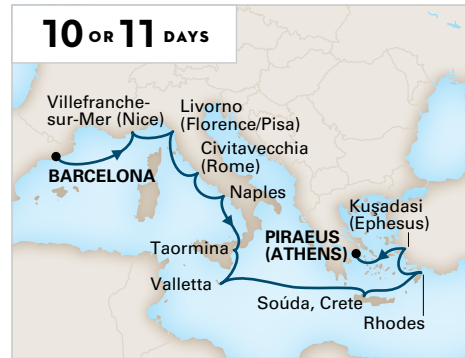 10 OR 11 DAYS
Villefranche-
sur-Mer (Nice)
Livorno
(Florence/Pisa)
Civitavecchia
(Rome)
BARCELONA
Naples
Kuşadasi
(Ephesus)
PIRAEUS
(ATHENS)
Taormina
Valletta
Soúda, Crete
Rhodes